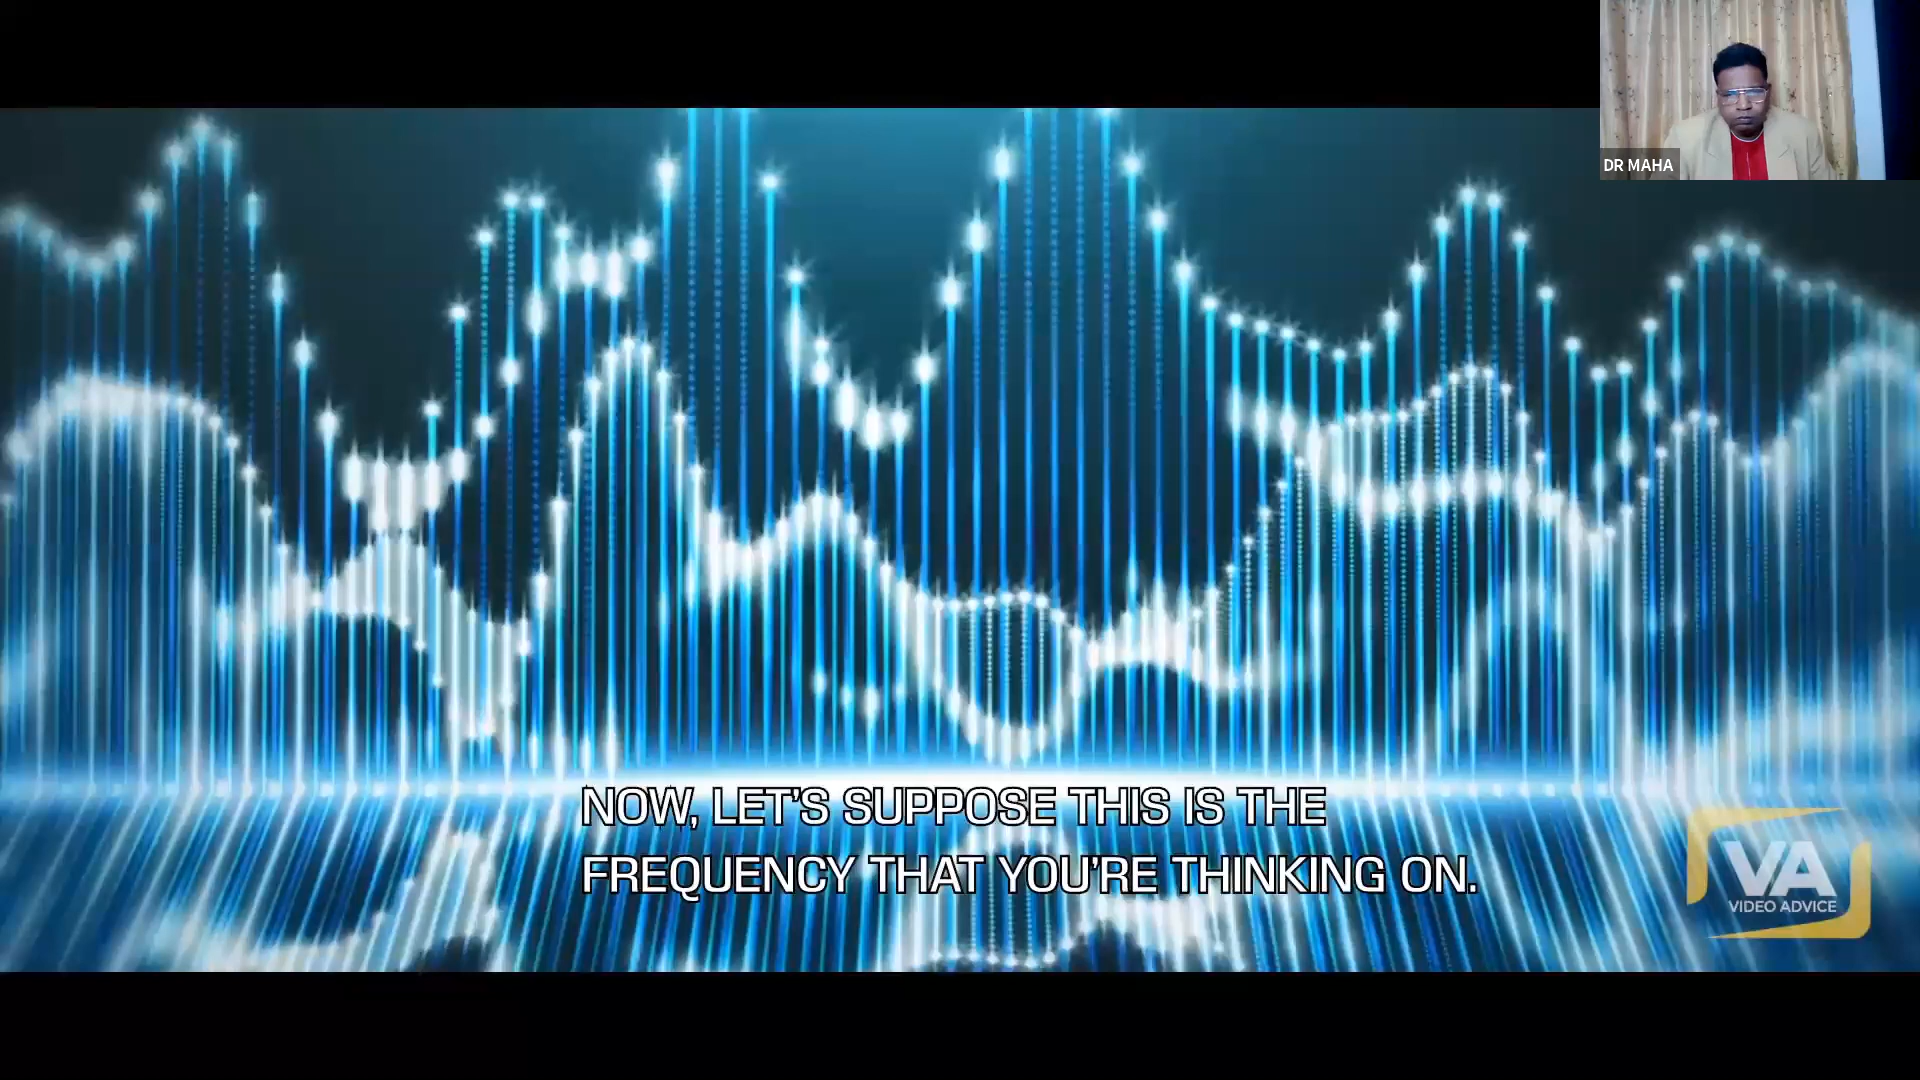 DR MAHA
NOW, LET'S SUPPOSE THIS IS THE
FREQUENCY THAT YOU'RE THINKING ON.
VA
VIDEO ADVICE